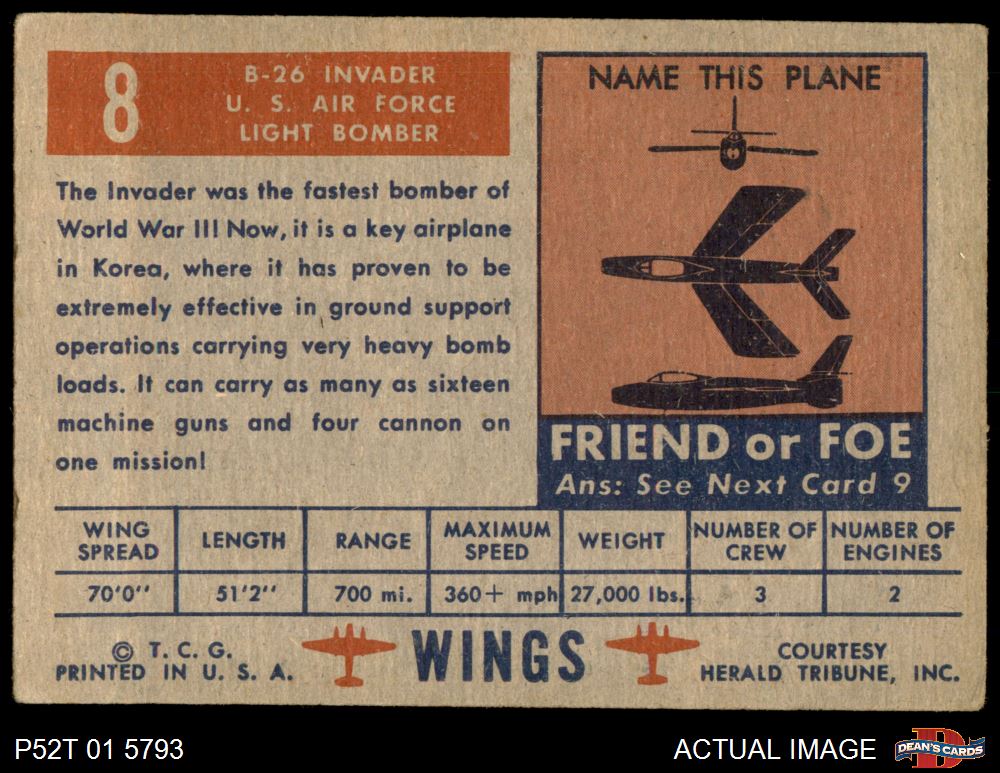 8
B-26 INVADER
U. S. AIR FORCE
LIGHT BOMBER
The Invader was the fastest bomber of
World War II! Now, it is a key airplane
in Korea, where it has proven to be
extremely effective in ground support
operations carrying very heavy bomb
loads. It can carry as many as sixteen
machine guns and four cannon on
one mission!
NAME THIS PLANE
FRIEND or FOE
Ans: See Next Card 9
WING SPREAD LENGTH RANGE MAXIMUM SPEED WEIGHT NUMBER OF CREW NUMBER OF ENGINES
70'0'' 51'2'' 700 mi. 360+ mph 27,000 lbs. 3 2
© T. C. G.
PRINTED IN U. S. A.
WINGS
COURTESY
HERALD TRIBUNE, INC.
P52T 01 5793
ACTUAL IMAGE
D
DEAN'S CARDS